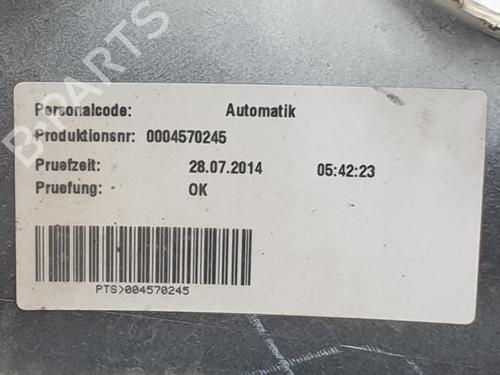 B-PARTS
Personalcode: Automatik
Produktionsnr: 0004570245
Pruefzeit: 28.07.2014 05:42:23
Pruefung: OK
PTS>004570245